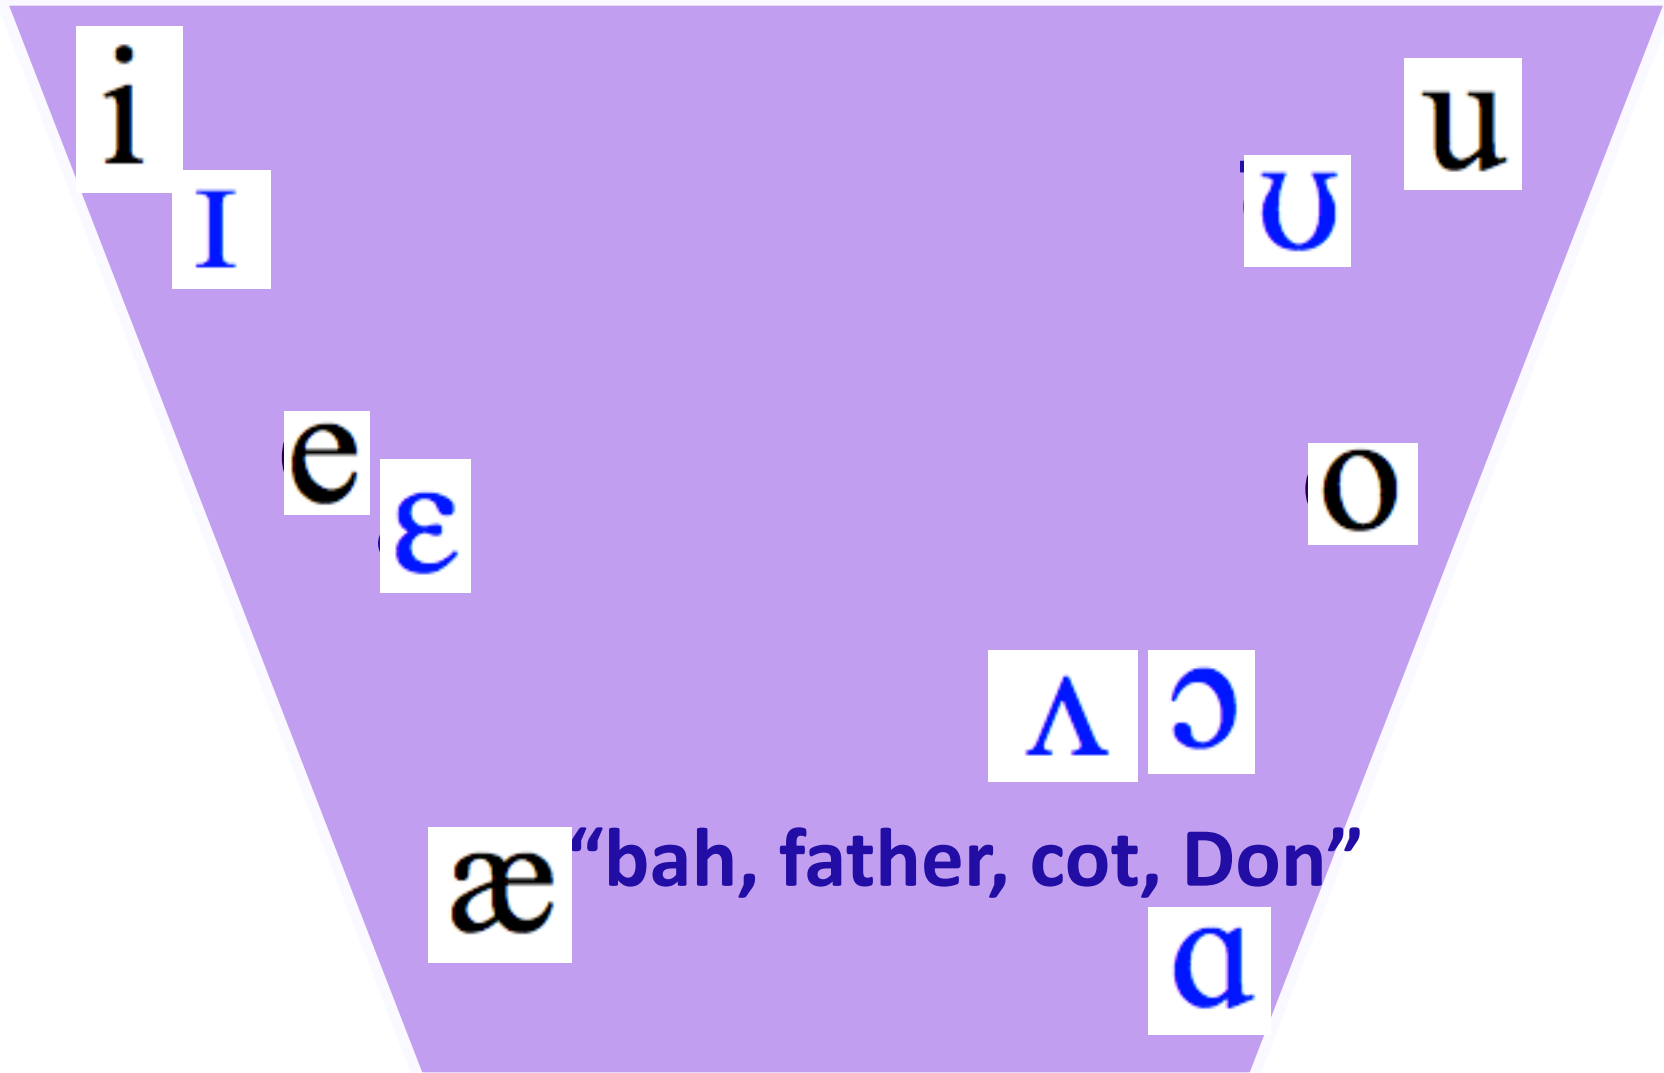 i u
ɪ ʊ
e o
ɛ
ʌ ɔ
æ “bah, father, cot, Don”
ɑ